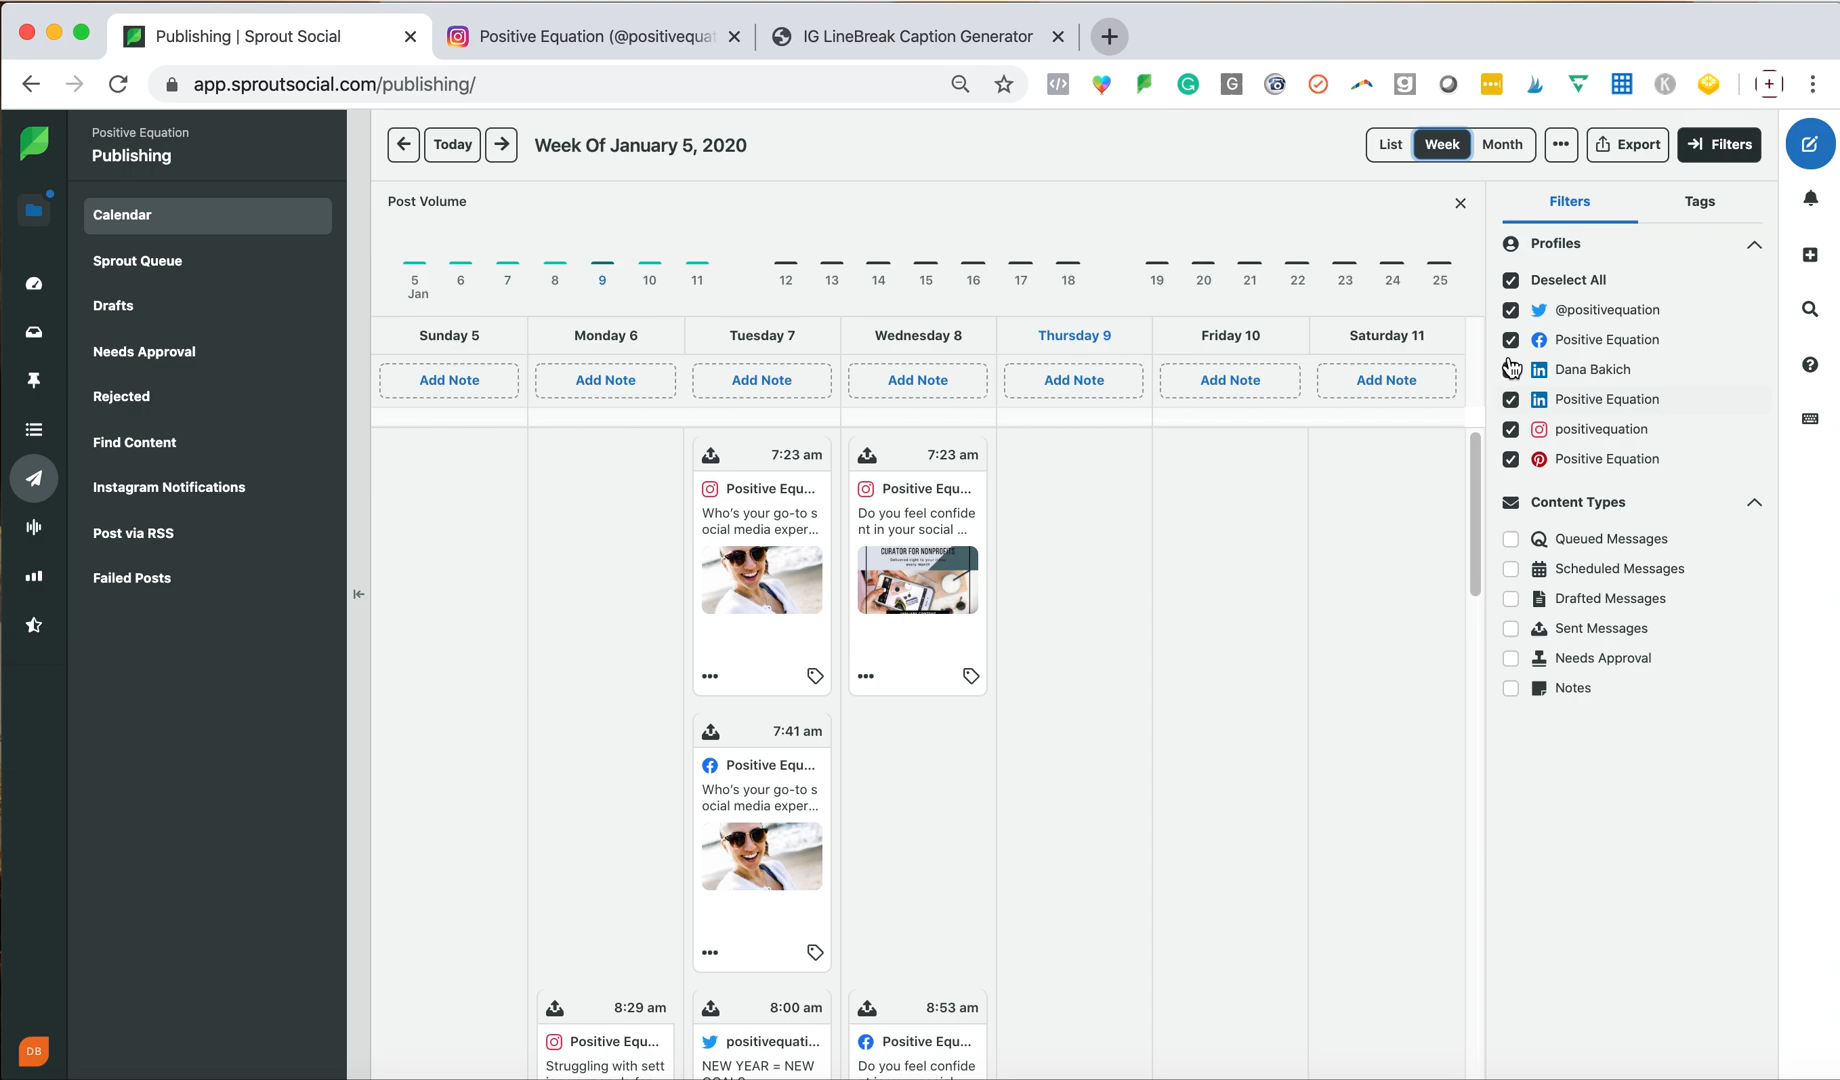 Publishing | Sprout Social
Positive Equation (@positivequat
IG LineBreak Caption Generator
app.sproutsocial.com/publishing/
Positive Equation
Publishing
Calendar
Sprout Queue
Drafts
Needs Approval
Rejected
Find Content
Instagram Notifications
Post via RSS
Failed Posts
DB
Today
Week Of January 5, 2020
List
Week
Month
Export
Filters
Post Volume
5 6 7 8 9 10 11 12 13 14 15 16 17 18 19 20 21 22 23 24 25
Jan
Sunday 5
Monday 6
Tuesday 7
Wednesday 8
Thursday 9
Friday 10
Saturday 11
Add Note
Add Note
Add Note
Add Note
Add Note
Add Note
Add Note
7:23 am
Positive Equ...
Who's your go-to s
ocial media exper...
7:23 am
Positive Equ...
Do you feel confide
nt in your social ...
CURATOR FOR NONPROFITS
7:41 am
Positive Equ...
Who's your go-to s
ocial media exper...
8:29 am
Positive Equ...
Struggling with sett
8:00 am
positivequati...
NEW YEAR = NEW
8:53 am
Positive Equ...
Do you feel confide
Filters
Tags
Profiles
Deselect All
@positivequation
Positive Equation
Dana Bakich
Positive Equation
positivequation
Positive Equation
Content Types
Queued Messages
Scheduled Messages
Drafted Messages
Sent Messages
Needs Approval
Notes